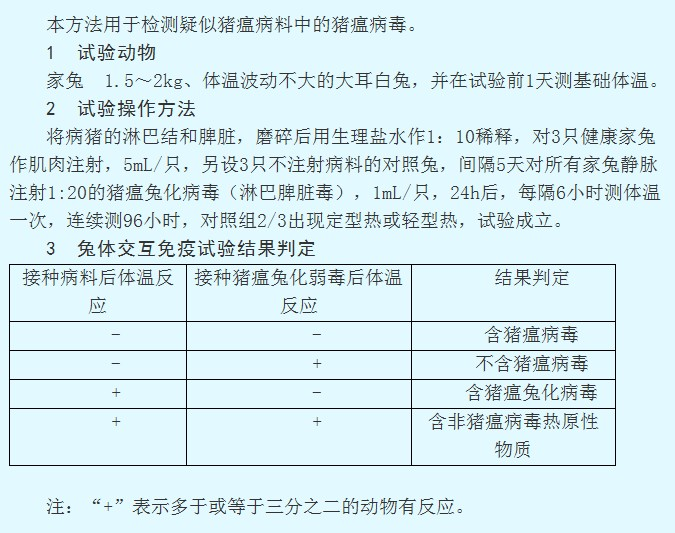 本方法用于检测疑似猪瘟病料中的猪瘟病毒。
1 试验动物
家兔 1.5～2kg、体温波动不大的大耳白兔，并在试验前1天测基础体温。
2 试验操作方法
将病猪的淋巴结和脾脏，磨碎后用生理盐水作1：10稀释，对3只健康家兔
作肌肉注射，5mL/只，另设3只不注射病料的对照兔，间隔5天对所有家兔静脉
注射1:20的猪瘟兔化病毒（淋巴脾脏毒），1mL/只，24h后，每隔6小时测体温
一次，连续测96小时，对照组2/3出现定型热或轻型热，试验成立。
3 兔体交互免疫试验结果判定
接种病料后体温反应 接种猪瘟兔化弱毒后体温反应 结果判定
－ － 含猪瘟病毒
－ + 不含猪瘟病毒
+ － 含猪瘟兔化病毒
+ + 含非猪瘟病毒热原性物质
注：“+”表示多于或等于三分之二的动物有反应。